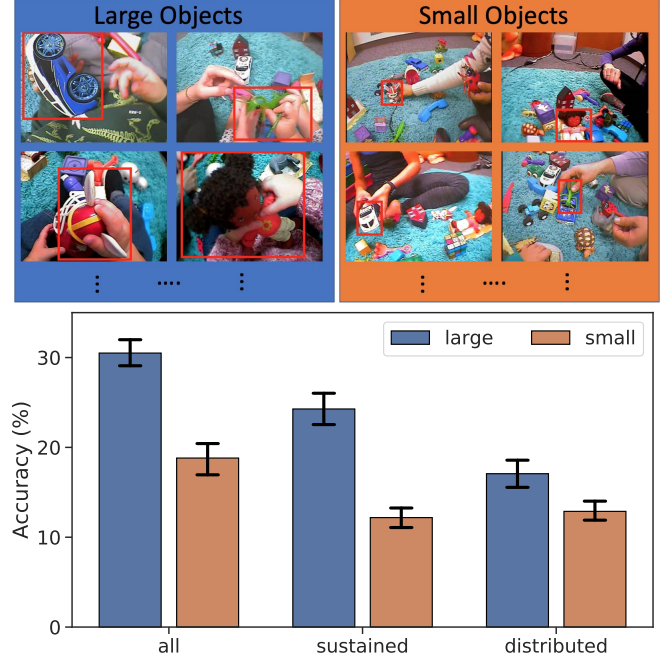 Large Objects
Small Objects
large
small
30
20
10
0
Accuracy (%)
all
sustained
distributed